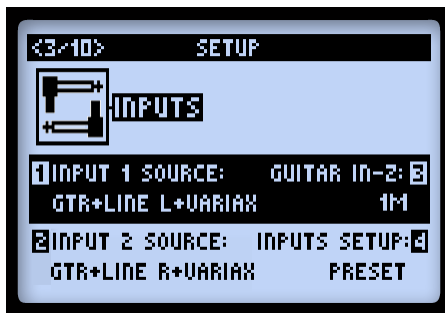 <3/10> SETUP
INPUTS
1 INPUT 1 SOURCE: GUITAR IN-Z: 3
GTR+LINE L+VARIAX 1M
2 INPUT 2 SOURCE: INPUTS SETUP: 4
GTR+LINE R+VARIAX PRESET